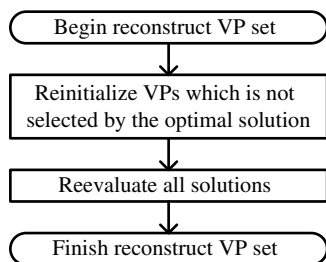 Begin reconstruct VP set
Reinitialize VPs which is not
selected by the optimal solution
Reevaluate all solutions
Finish reconstruct VP set